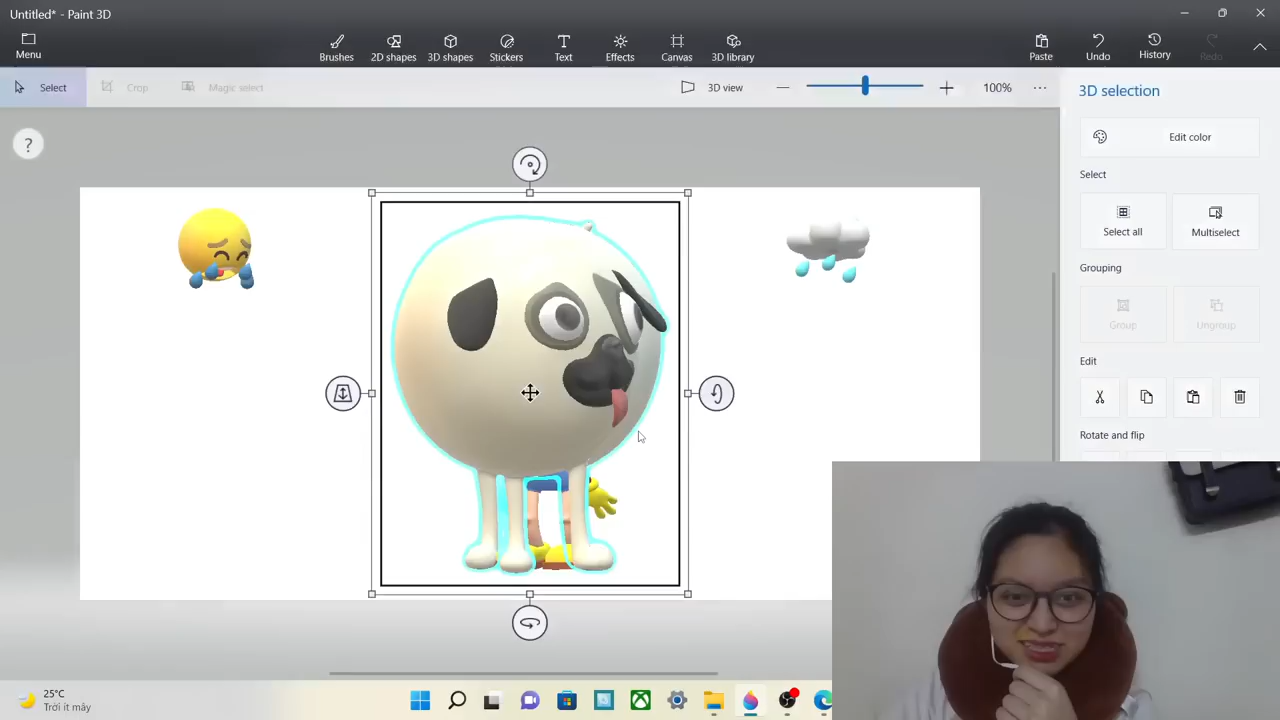 Untitled* - Paint 3D
Menu
Brushes
2D shapes
3D shapes
Stickers
Text
Effects
Canvas
3D library
Paste
Undo
History
Redo
Select
Crop
Magic select
3D view
100%
3D selection
?
Edit color
Select
Select all
Multiselect
Grouping
Group
Ungroup
Edit
Rotate and flip
25°C
Trời ít mây